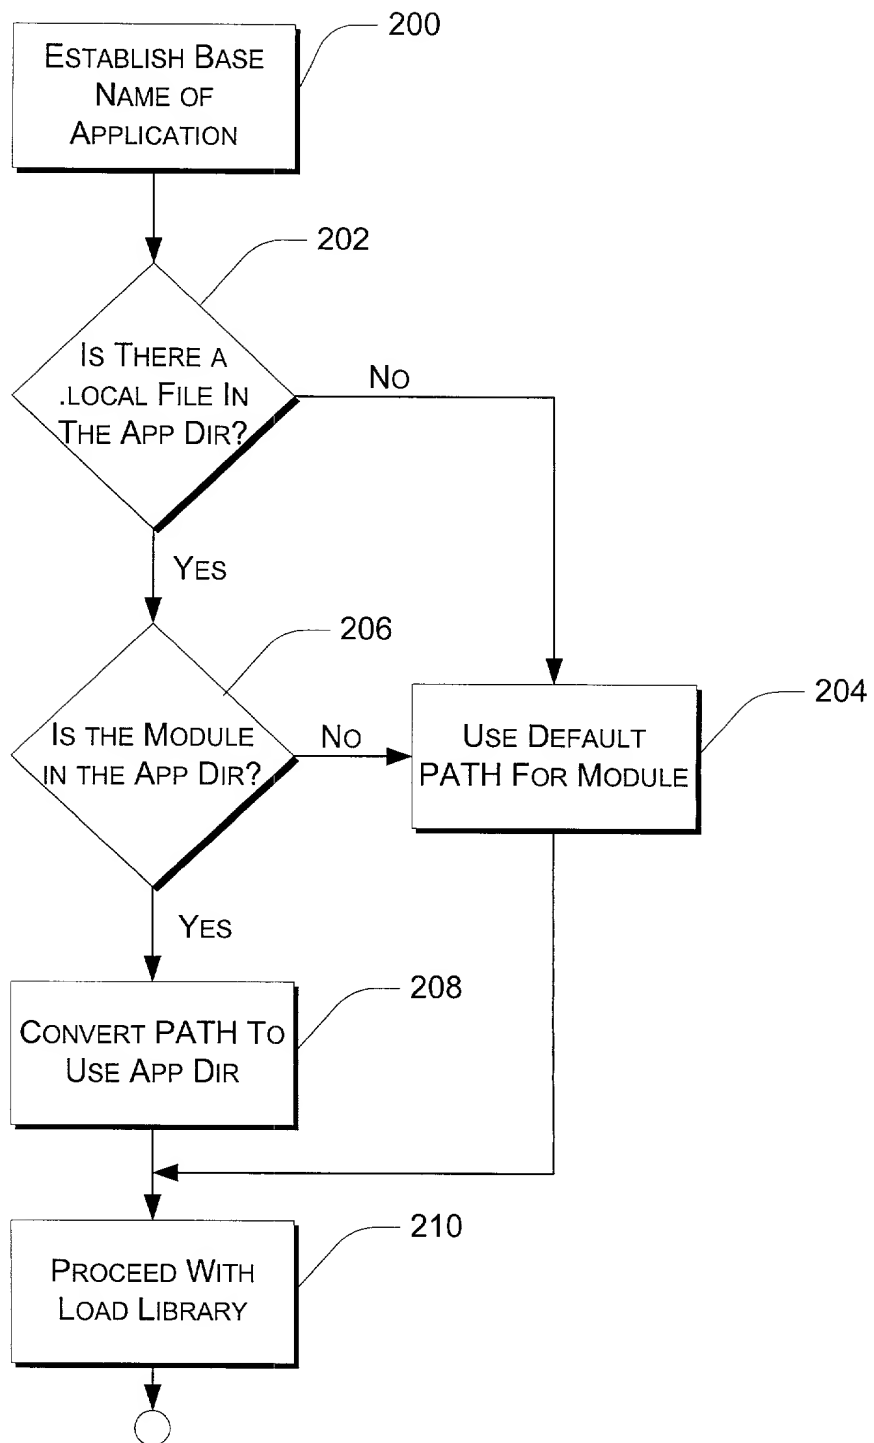 200
ESTABLISH BASE
NAME OF
APPLICATION
202
IS THERE A
.LOCAL FILE IN
THE APP DIR?
NO
YES
206
IS THE MODULE
IN THE APP DIR?
NO
204
USE DEFAULT
PATH FOR MODULE
YES
208
CONVERT PATH TO
USE APP DIR
210
PROCEED WITH
LOAD LIBRARY